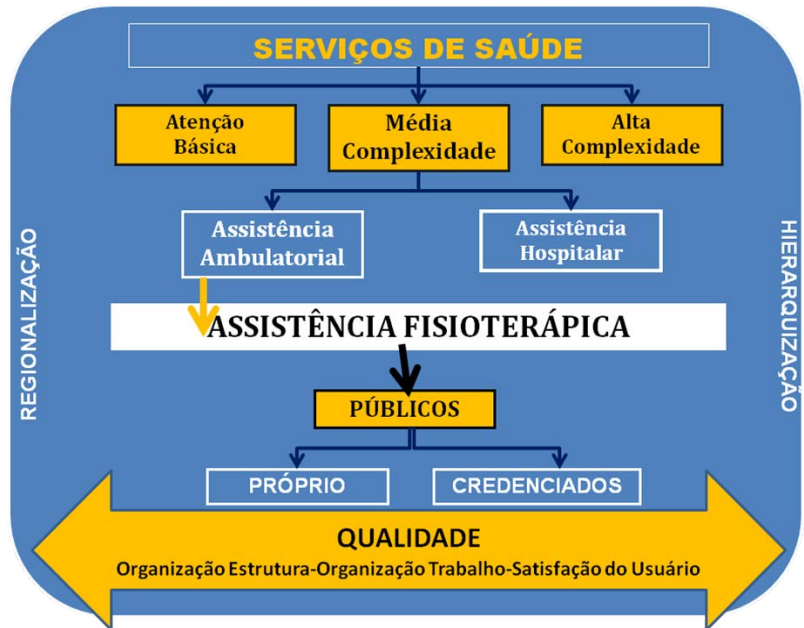 SERVIÇOS DE SAÚDE
Atenção
Básica
Média
Complexidade
Alta
Complexidade
Assistência
Ambulatorial
Assistência
Hospitalar
REGIONALIZAÇÃO
HIERARQUIZAÇÃO
ASSISTÊNCIA FISIOTERÁPICA
PÚBLICOS
PRÓPRIO
CREDENCIADOS
QUALIDADE
Organização Estrutura-Organização Trabalho-Satisfação do Usuário